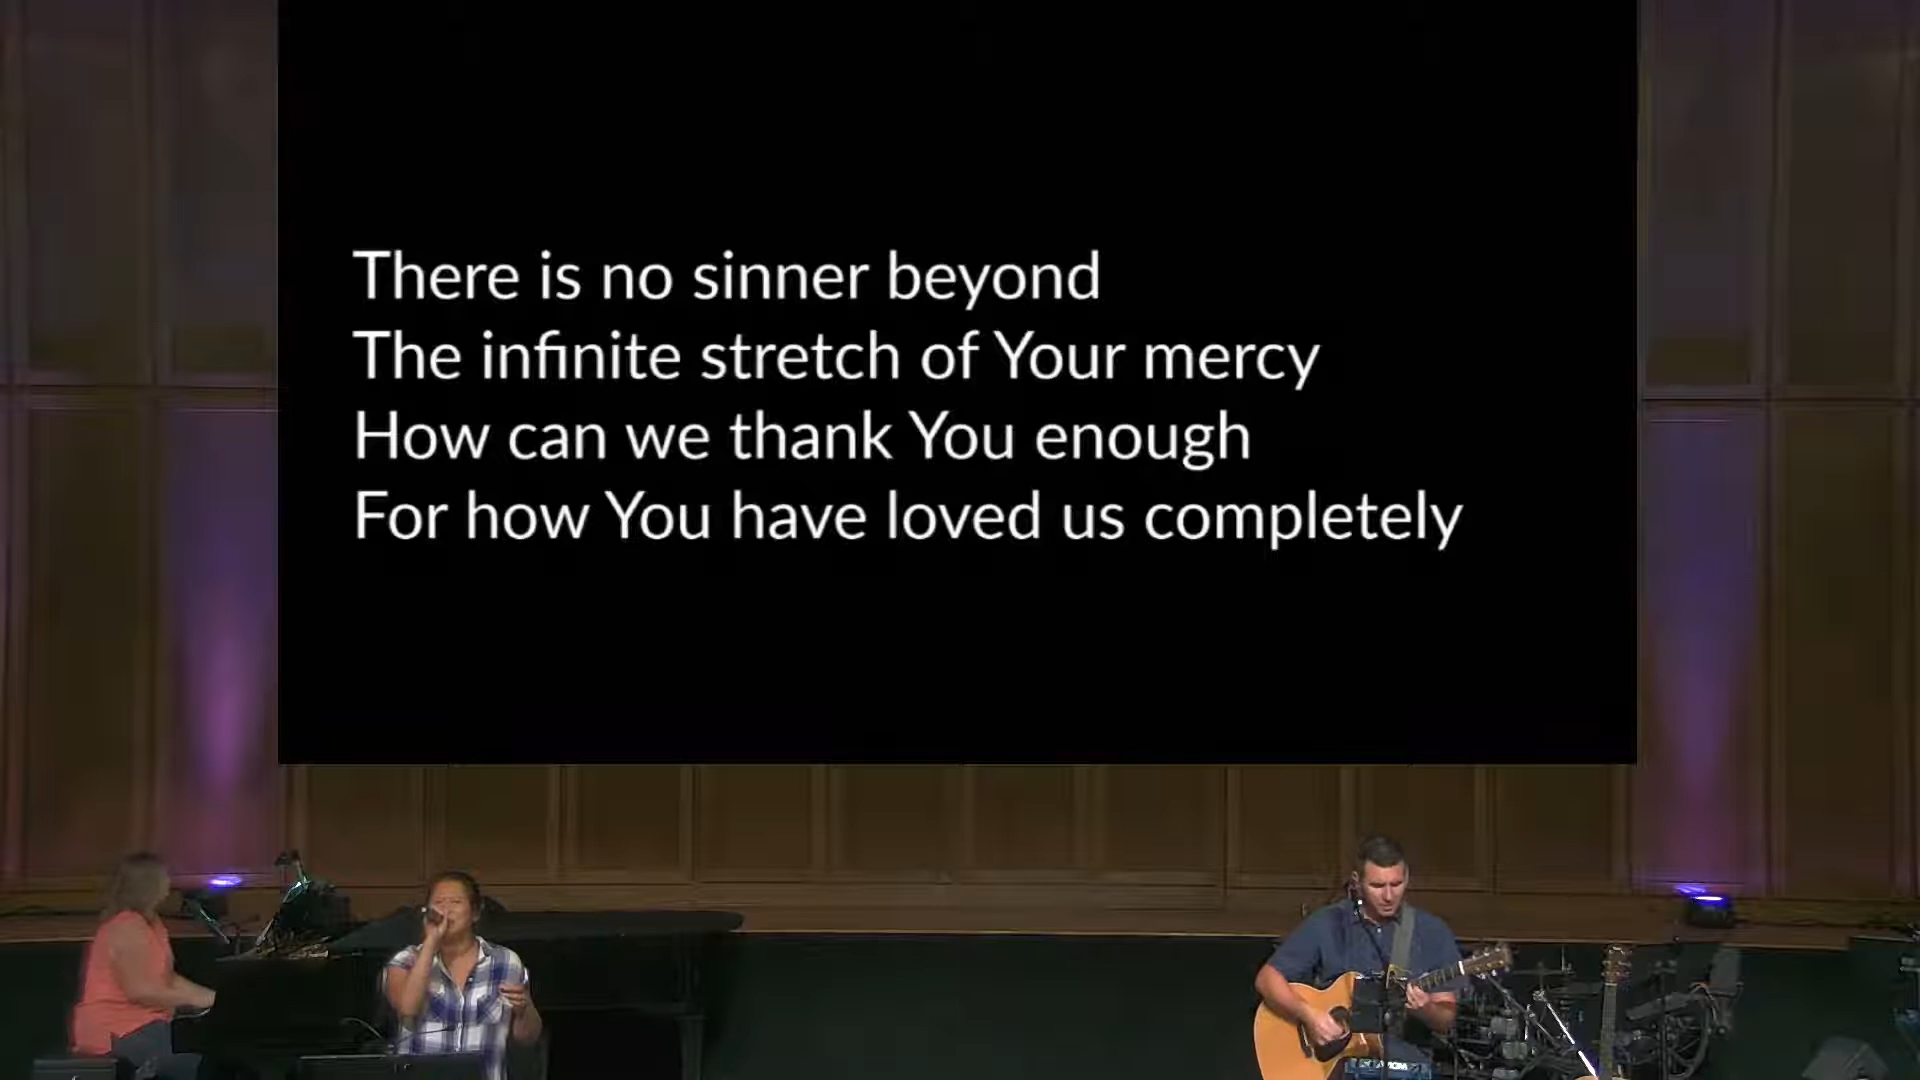 There is no sinner beyond
The infinite stretch of Your mercy
How can we thank You enough
For how You have loved us completely
AVIOM